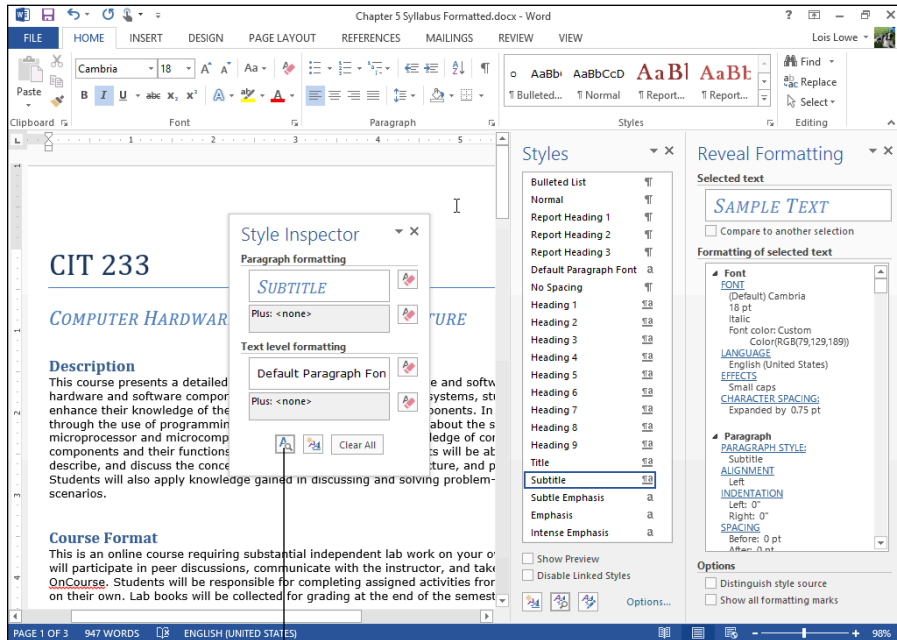 Chapter 5 Syllabus Formatted.docx - Word
FILE HOME INSERT DESIGN PAGE LAYOUT REFERENCES MAILINGS REVIEW VIEW Lois Lowe
Paste
Cambria 18
Clipboard Font Paragraph Styles Editing
AaBbi AaBbCcD AaBl AaBb
¶ Bulleted... ¶ Normal ¶ Report... ¶ Report...
Find
Replace
Select
CIT 233
COMPUTER HARDWAR
TURE
Description
This course presents a detailed e and softw
hardware and software compor systems, stu
enhance their knowledge of the ponents. In
through the use of programmin about the s
microprocessor and microcomp ledge of cor
components and their functions ts will be ab
describe, and discuss the conce cture, and p
Students will also apply knowledge gained in discussing and solving problem-
scenarios.
Course Format
This is an online course requiring substantial independent lab work on your o
will participate in peer discussions, communicate with the instructor, and take
OnCourse. Students will be responsible for completing assigned activities fror
on their own. Lab books will be collected for grading at the end of the semest
Style Inspector
Paragraph formatting
SUBTITLE
Plus: <none>
Text level formatting
Default Paragraph Fon
Plus: <none>
Clear All
Styles
Bulleted List
Normal
Report Heading 1
Report Heading 2
Report Heading 3
Default Paragraph Font
No Spacing
Heading 1
Heading 2
Heading 3
Heading 4
Heading 5
Heading 6
Heading 7
Heading 8
Heading 9
Title
Subtitle
Subtle Emphasis
Emphasis
Intense Emphasis
Show Preview
Disable Linked Styles
Options...
Reveal Formatting
Selected text
SAMPLE TEXT
Compare to another selection
Formatting of selected text
Font
FONT
(Default) Cambria
18 pt
Italic
Font color: Custom
Color(RGB(79,129,189))
LANGUAGE
English (United States)
EFFECTS
Small caps
CHARACTER SPACING:
Expanded by 0.75 pt
Paragraph
PARAGRAPH STYLE:
Subtitle
ALIGNMENT
Left
INDENTATION
Left: 0"
Right: 0"
SPACING
Before: 0 pt
After: 0 pt
Options
Distinguish style source
Show all formatting marks
PAGE 1 OF 3 947 WORDS ENGLISH (UNITED STATES) 98%